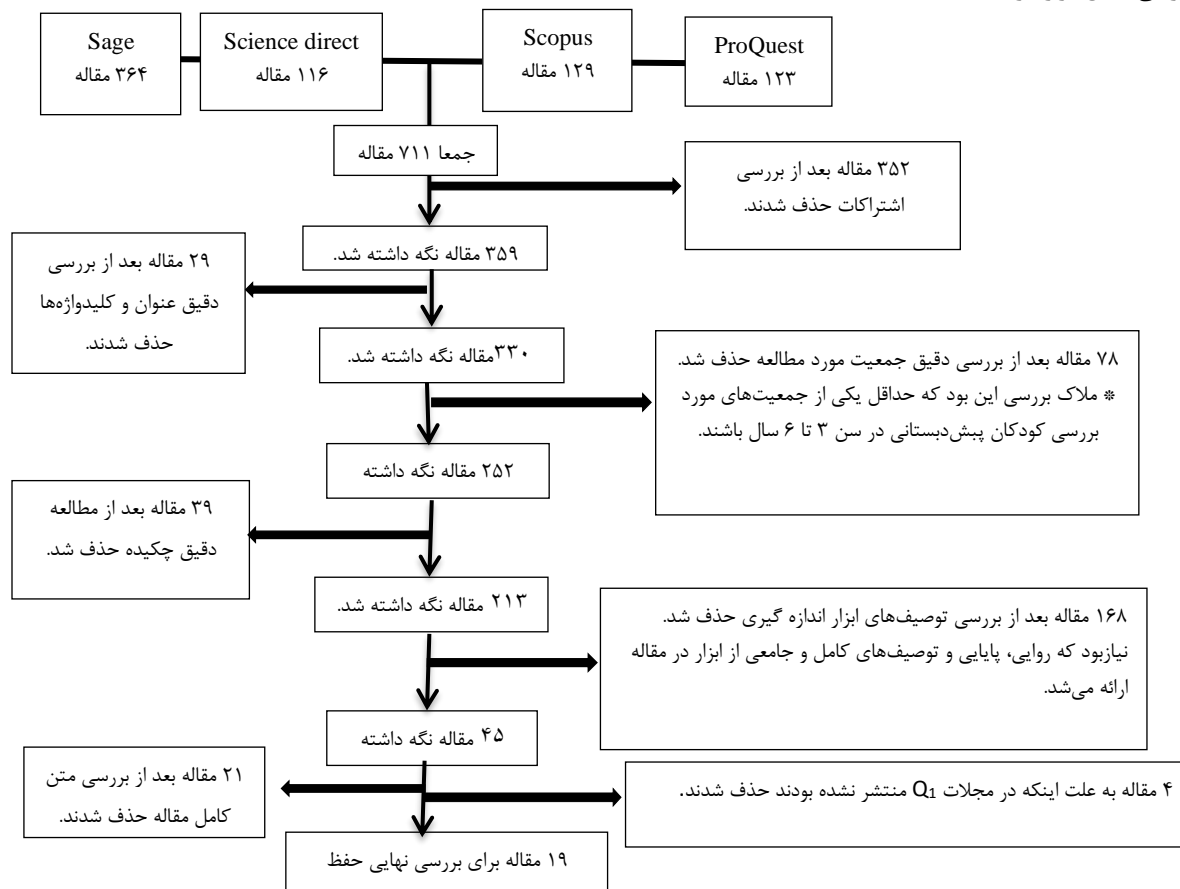 Sage
۳۶۴ مقاله
Science direct
۱۱۶ مقاله
Scopus
۱۲۹ مقاله
ProQuest
۱۲۳ مقاله
جمعا ۷۱۱ مقاله
۳۵۲ مقاله بعد از بررسی
اشتراکات حذف شدند.
۳۵۹ مقاله نگه داشته شد.
۲۹ مقاله بعد از بررسی
دقیق عنوان و کلیدواژه‌ها
حذف شدند.
۳۳۰مقاله نگه داشته شد.
۷۸ مقاله بعد از بررسی دقیق جمعیت مورد مطالعه حذف شد.
* ملاک بررسی این بود که حداقل یکی از جمعیت‌های مورد
بررسی کودکان پیش‌دبستانی در سن ۳ تا ۶ سال باشند.
۲۵۲ مقاله نگه داشته
۳۹ مقاله بعد از مطالعه
دقیق چکیده حذف شد.
۲۱۳ مقاله نگه داشته شد.
۱۶۸ مقاله بعد از بررسی توصیف‌های ابزار اندازه گیری حذف شد.
نیازبود که روایی، پایایی و توصیف‌های کامل و جامعی از ابزار در مقاله
ارائه می‌شد.
۴۵ مقاله نگه داشته
۲۱ مقاله بعد از بررسی متن
کامل مقاله حذف شدند.
۴ مقاله به علت اینکه در مجلات Q1 منتشر نشده بودند حذف شدند.
۱۹ مقاله برای بررسی نهایی حفظ